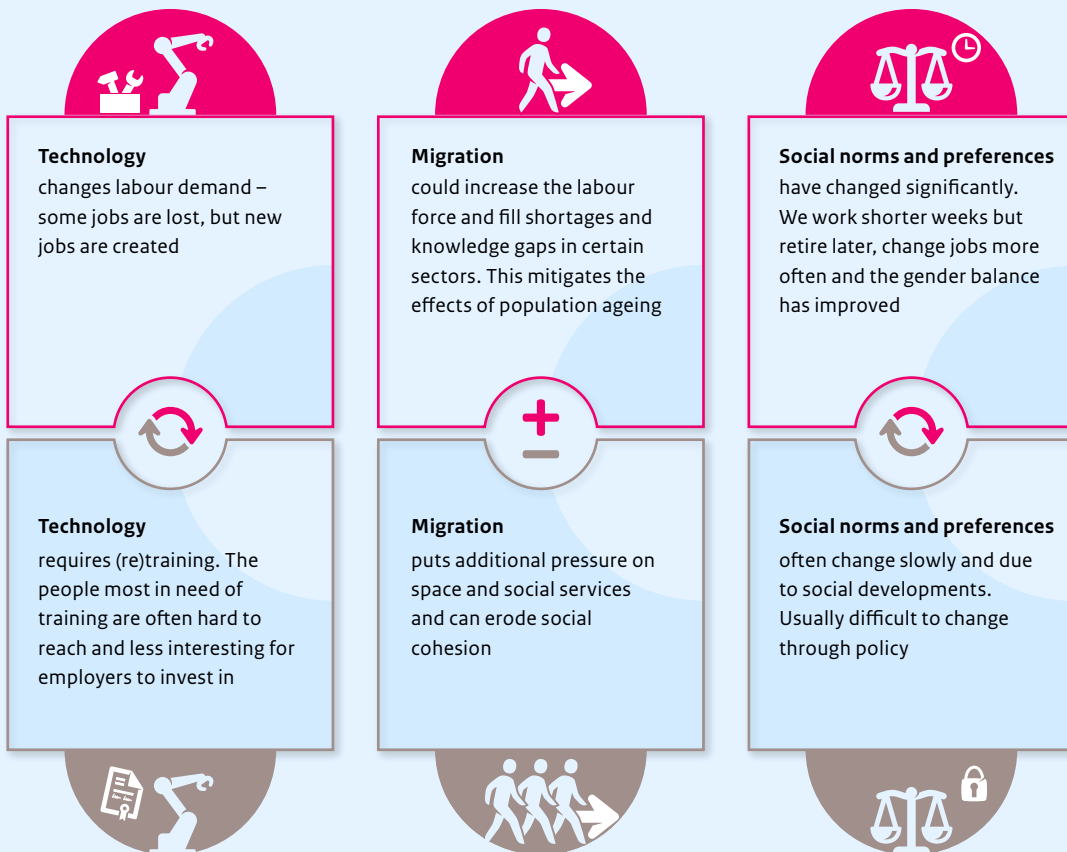 Technology
changes labour demand –
some jobs are lost, but new
jobs are created
Migration
could increase the labour
force and fill shortages and
knowledge gaps in certain
sectors. This mitigates the
effects of population ageing
Social norms and preferences
have changed significantly.
We work shorter weeks but
retire later, change jobs more
often and the gender balance
has improved
Technology
requires (re)training. The
people most in need of
training are often hard to
reach and less interesting for
employers to invest in
Migration
puts additional pressure on
space and social services
and can erode social
cohesion
Social norms and preferences
often change slowly and due
to social developments.
Usually difficult to change
through policy